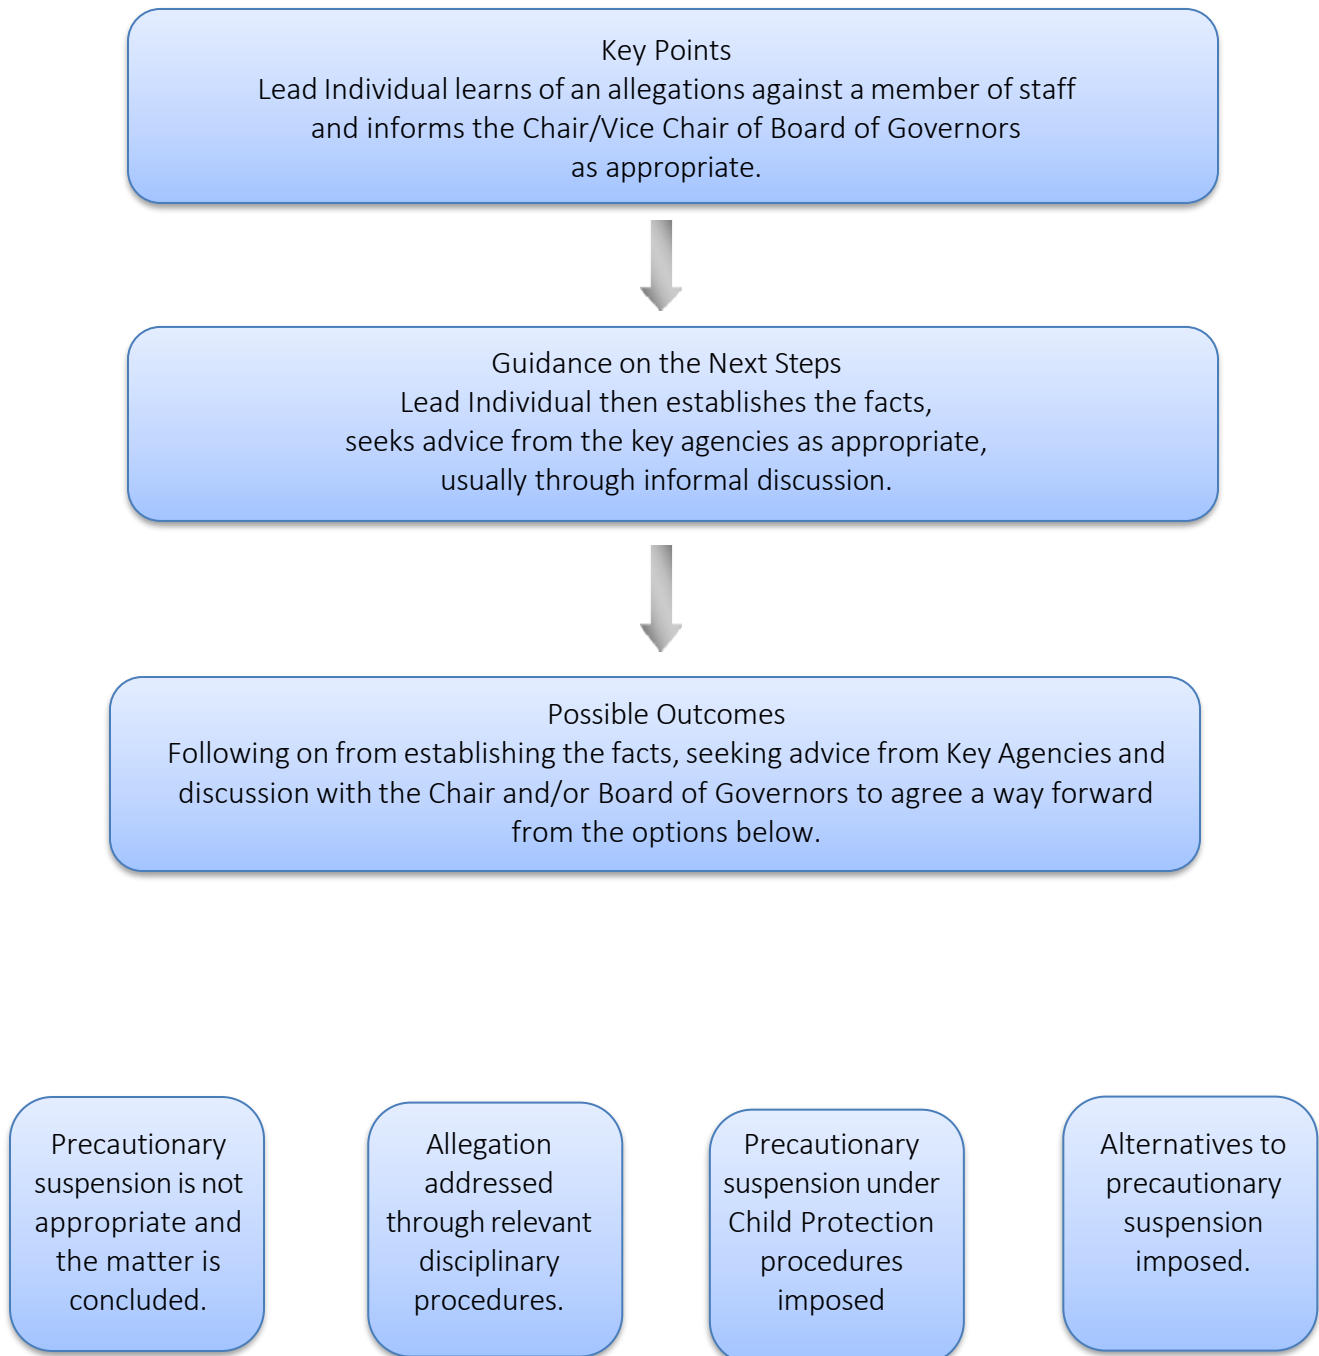 Key Points
Lead Individual learns of an allegations against a member of staff
and informs the Chair/Vice Chair of Board of Governors
as appropriate.
Guidance on the Next Steps
Lead Individual then establishes the facts,
seeks advice from the key agencies as appropriate,
usually through informal discussion.
Possible Outcomes
Following on from establishing the facts, seeking advice from Key Agencies and
discussion with the Chair and/or Board of Governors to agree a way forward
from the options below.
Precautionary
suspension is not
appropriate and
the matter is
concluded.
Allegation
addressed
through relevant
disciplinary
procedures.
Precautionary
suspension under
Child Protection
procedures
imposed
Alternatives to
precautionary
suspension
imposed.